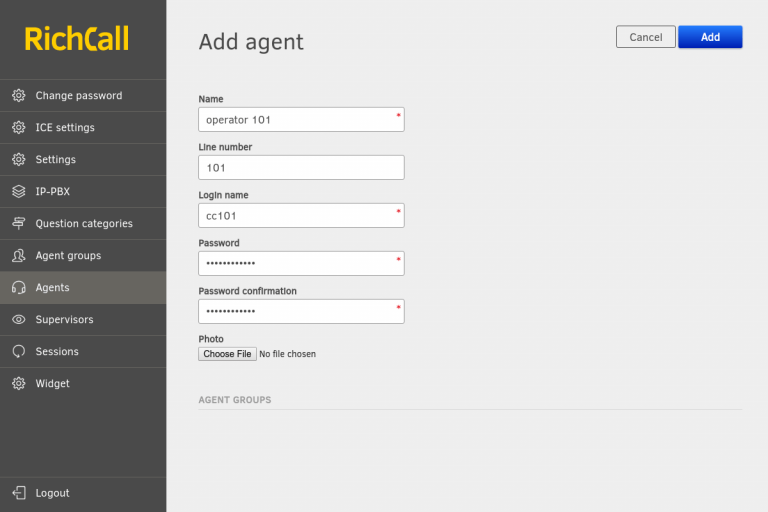 RichCall
Change password
ICE settings
Settings
IP-PBX
Question categories
Agent groups
Agents
Supervisors
Sessions
Widget
Logout
Add agent
Cancel
Add
Name
operator 101 *
Line number
101
Login name
cc101 *
Password
•••••••••••• *
Password confirmation
•••••••••••• *
Photo
Choose File No file chosen
AGENT GROUPS